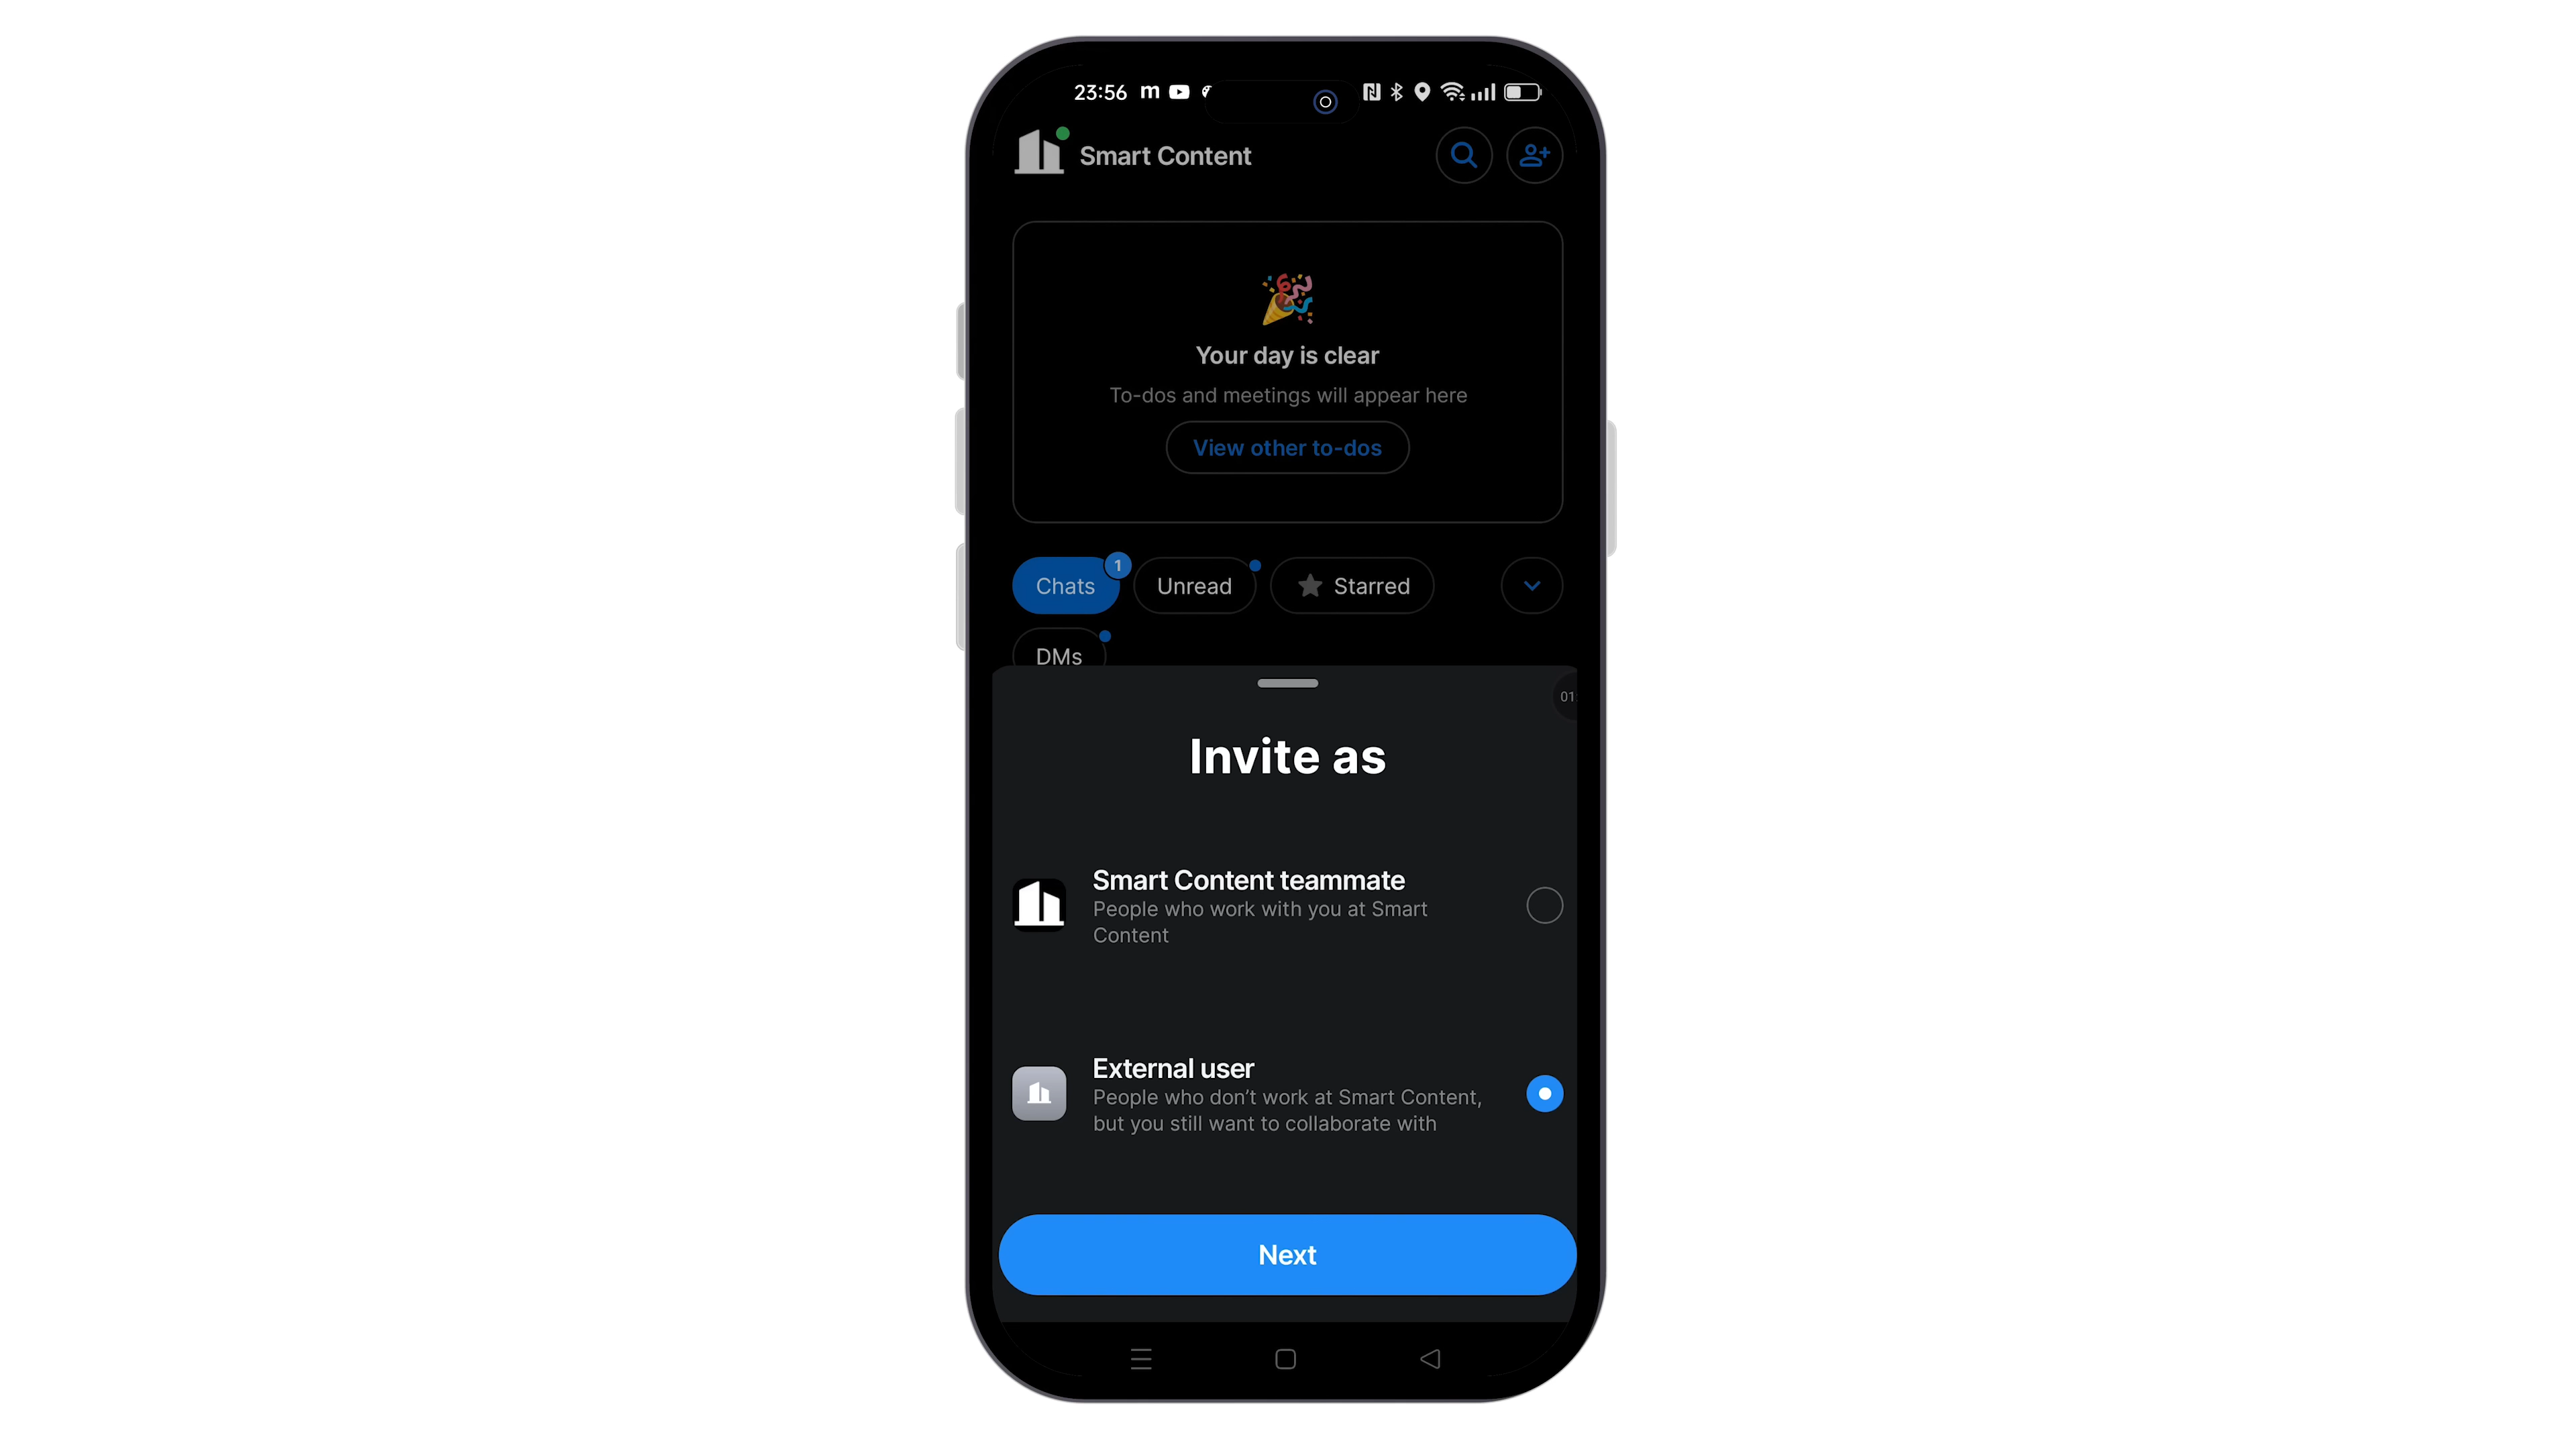 23:56 m
Smart Content
Your day is clear
To-dos and meetings will appear here
View other to-dos
Chats 1 Unread Starred
DMs
01
Invite as
Smart Content teammate
People who work with you at Smart
Content
External user
People who don’t work at Smart Content,
but you still want to collaborate with
Next